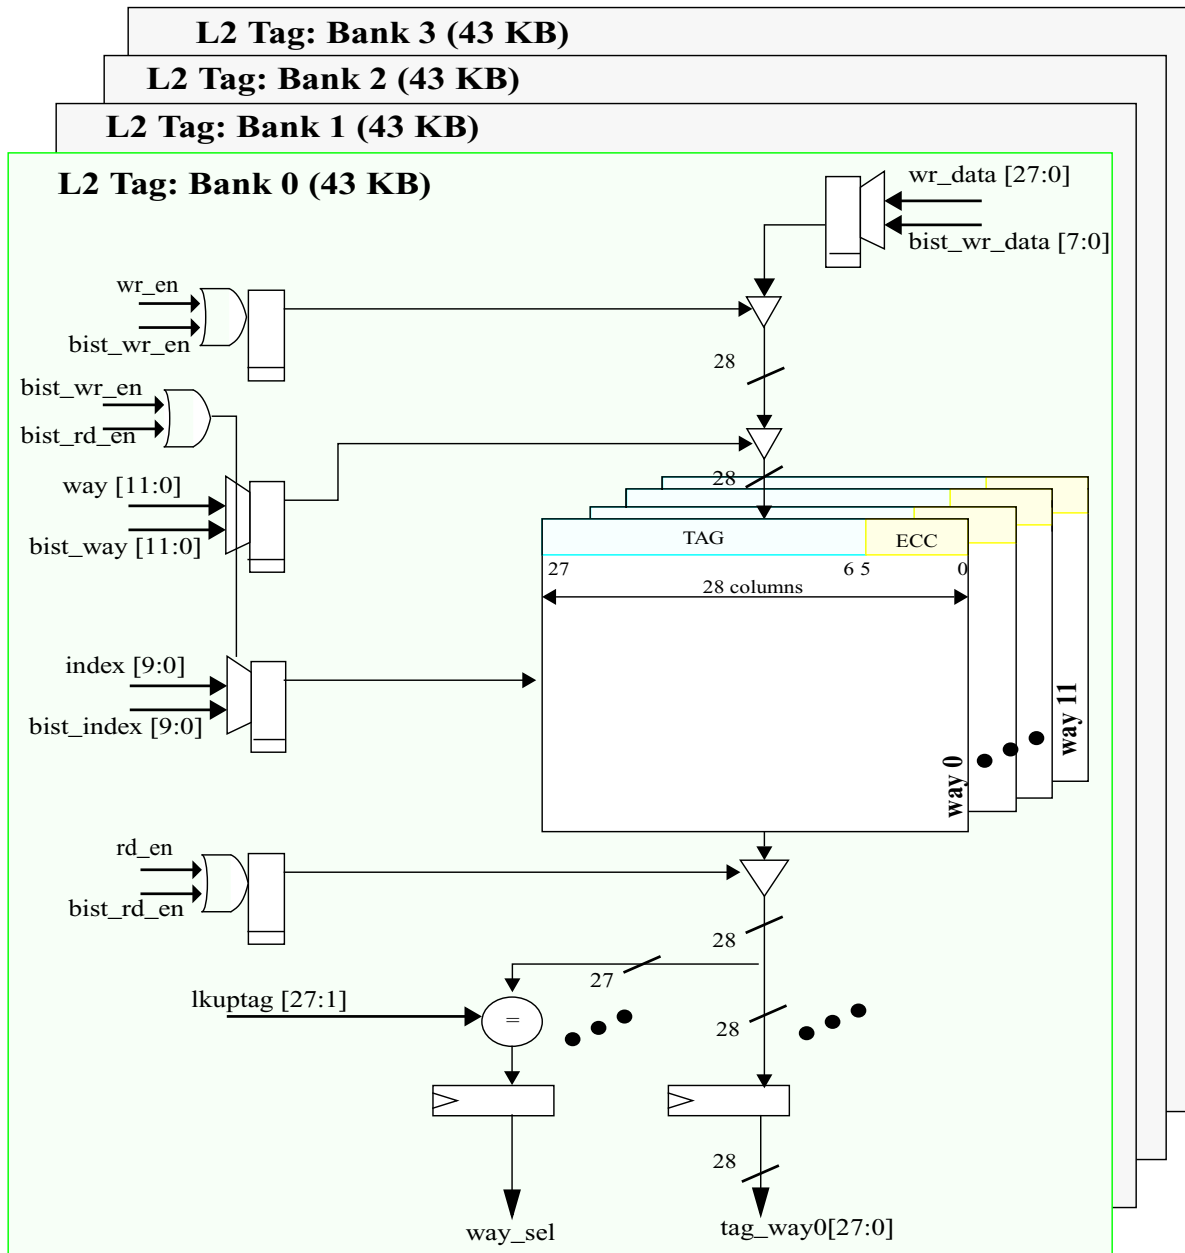 L2 Tag: Bank 3 (43 KB)
L2 Tag: Bank 2 (43 KB)
L2 Tag: Bank 1 (43 KB)
L2 Tag: Bank 0 (43 KB)
wr_data [27:0]
bist_wr_data [7:0]
wr_en
bist_wr_en
28
bist_wr_en
bist_rd_en
28
way [11:0]
bist_way [11:0]
TAG
ECC
27
6 5
0
28 columns
index [9:0]
bist_index [9:0]
way 0
way 11
rd_en
bist_rd_en
28
27
lkuptag [27:1]
=
28
28
way_sel
tag_way0[27:0]